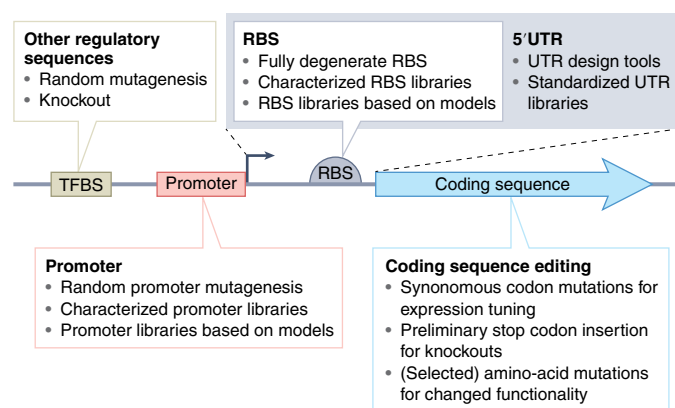 Other regulatory
sequences
• Random mutagenesis
• Knockout
RBS
• Fully degenerate RBS
• Characterized RBS libraries
• RBS libraries based on models
5′UTR
• UTR design tools
• Standardized UTR
libraries
TFBS
Promoter
RBS
Coding sequence
Promoter
• Random promoter mutagenesis
• Characterized promoter libraries
• Promoter libraries based on models
Coding sequence editing
• Synonomous codon mutations for
expression tuning
• Preliminary stop codon insertion
for knockouts
• (Selected) amino-acid mutations
for changed functionality